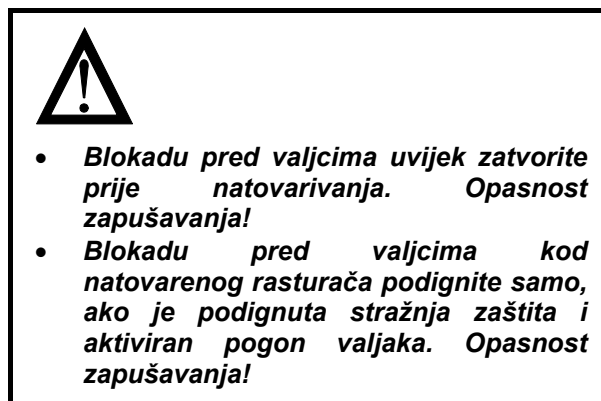 • Blokadu pred valjcima uvijek zatvorite
prije natovarivanja. Opasnost
zapušavanja!
• Blokadu pred valjcima kod
natovarenog rasturača podignite samo,
ako je podignuta stražnja zaštita i
aktiviran pogon valjaka. Opasnost
zapušavanja!